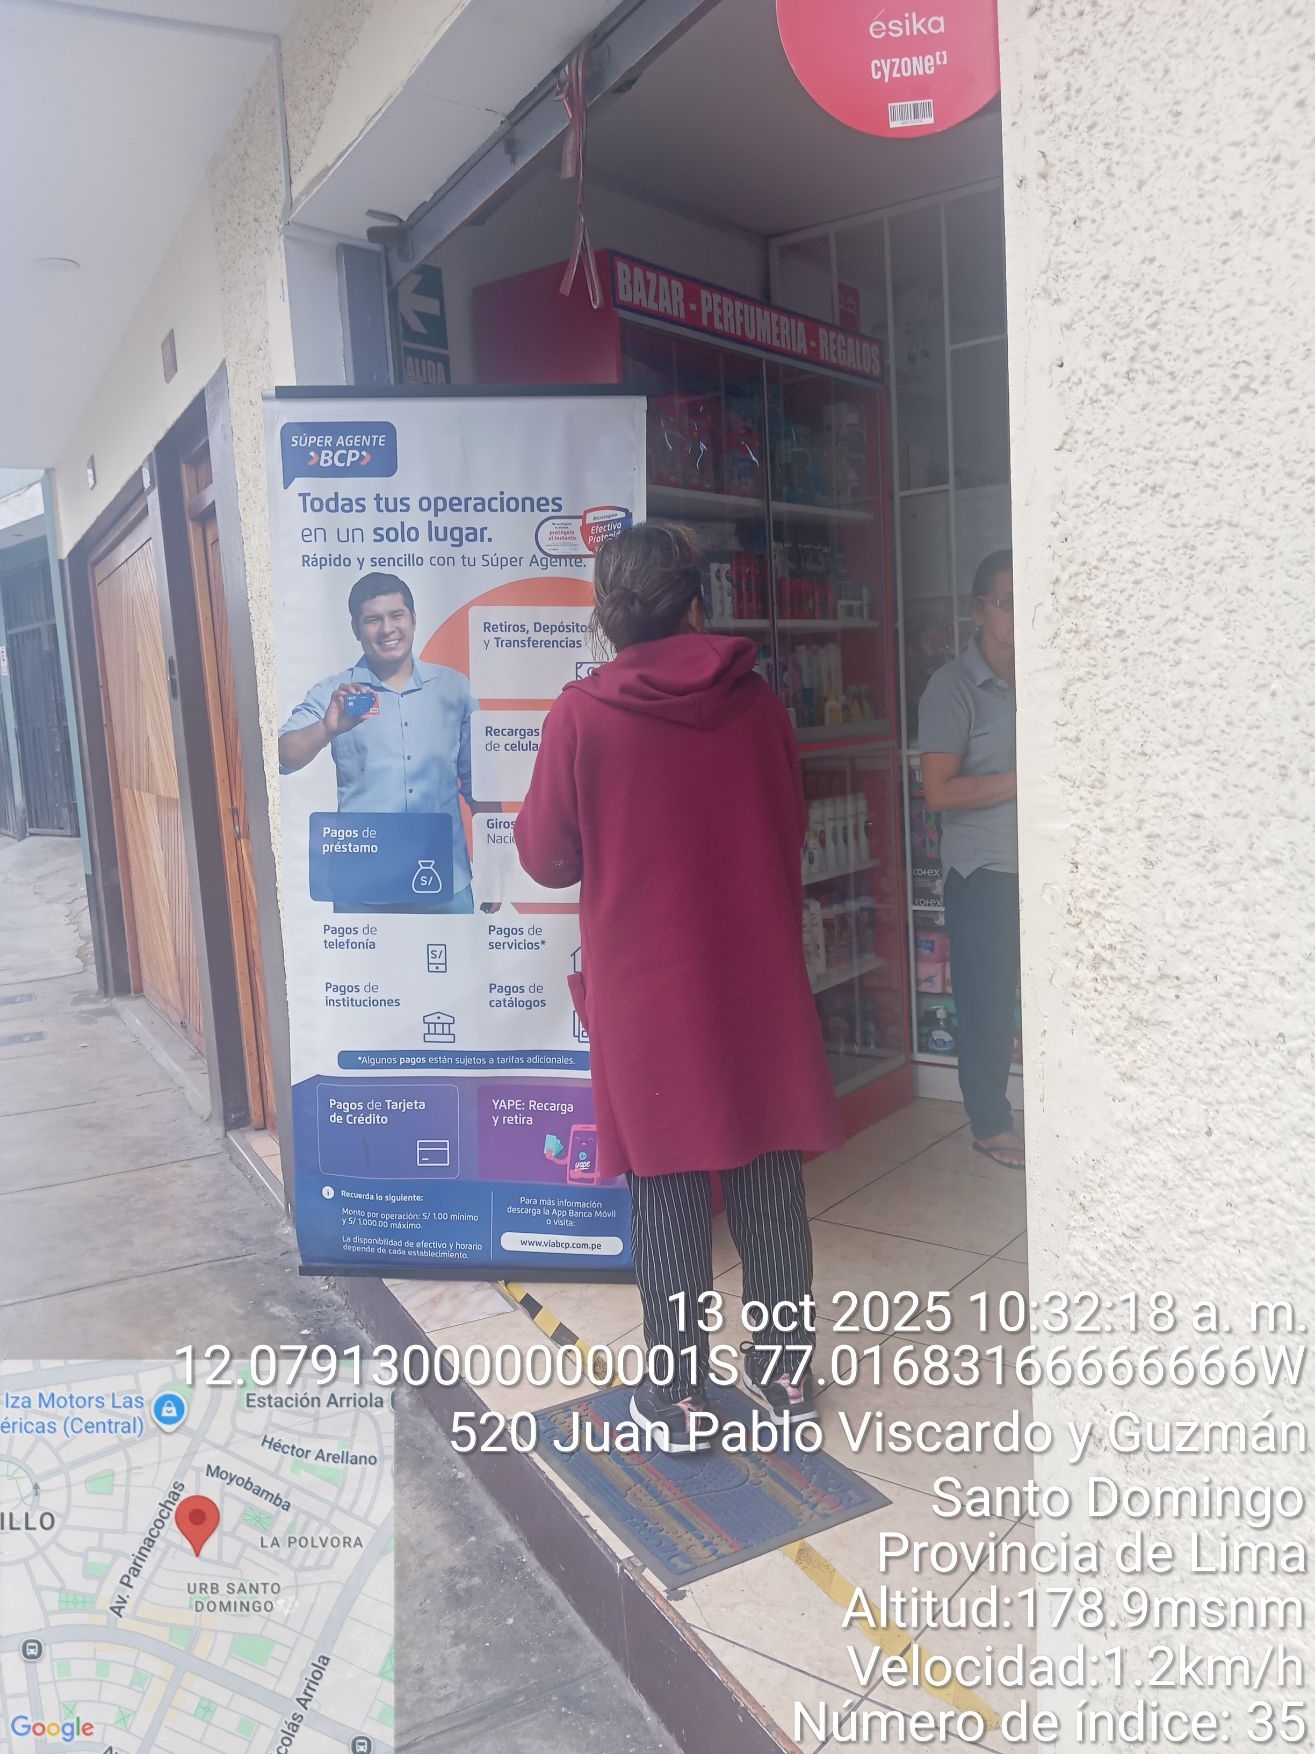 ésika
cyzone
BAZAR - PERFUMERIA - REGALOS
SÚPER AGENTE
BCP
Todas tus operaciones
en un solo lugar.
Rápido y sencillo con tu Súper Agente.
Efectivo
Retiros, Depósitos
y Transferencias
Recargas
de celula
Pagos de
préstamo
S/
Giros
Naci
Pagos de
telefonía
S/
Pagos de
servicios*
Pagos de
instituciones
Pagos de
catálogos
*Algunos pagos están sujetos a tarifas adicionales.
Pagos de Tarjeta
de Crédito
YAPE: Recarga
y retira
yape
Recuerda lo siguiente:
Monto por operación: S/ 1.00 mínimo
y S/ 1,000.00 máximo.
La disponibilidad de efectivo y horario
depende de cada establecimiento.
Para más información
descarga la App Banca Móvil
o visita:
www.viabcp.com.pe
kotex
kotex
13 oct 2025 10:32:18 a. m.
12.079130000000001S 77.01683166666666W
520 Juan Pablo Viscardo y Guzmán
Santo Domingo
Provincia de Lima
Altitud:178.9msnm
Velocidad:1.2km/h
Número de índice: 35
Iza Motors Las
éricas (Central)
Estación Arriola
Héctor Arellano
Moyobamba
ILLO
Av. Parinacochas
LA POLVORA
URB SANTO
DOMINGO
colás Arriola
Google